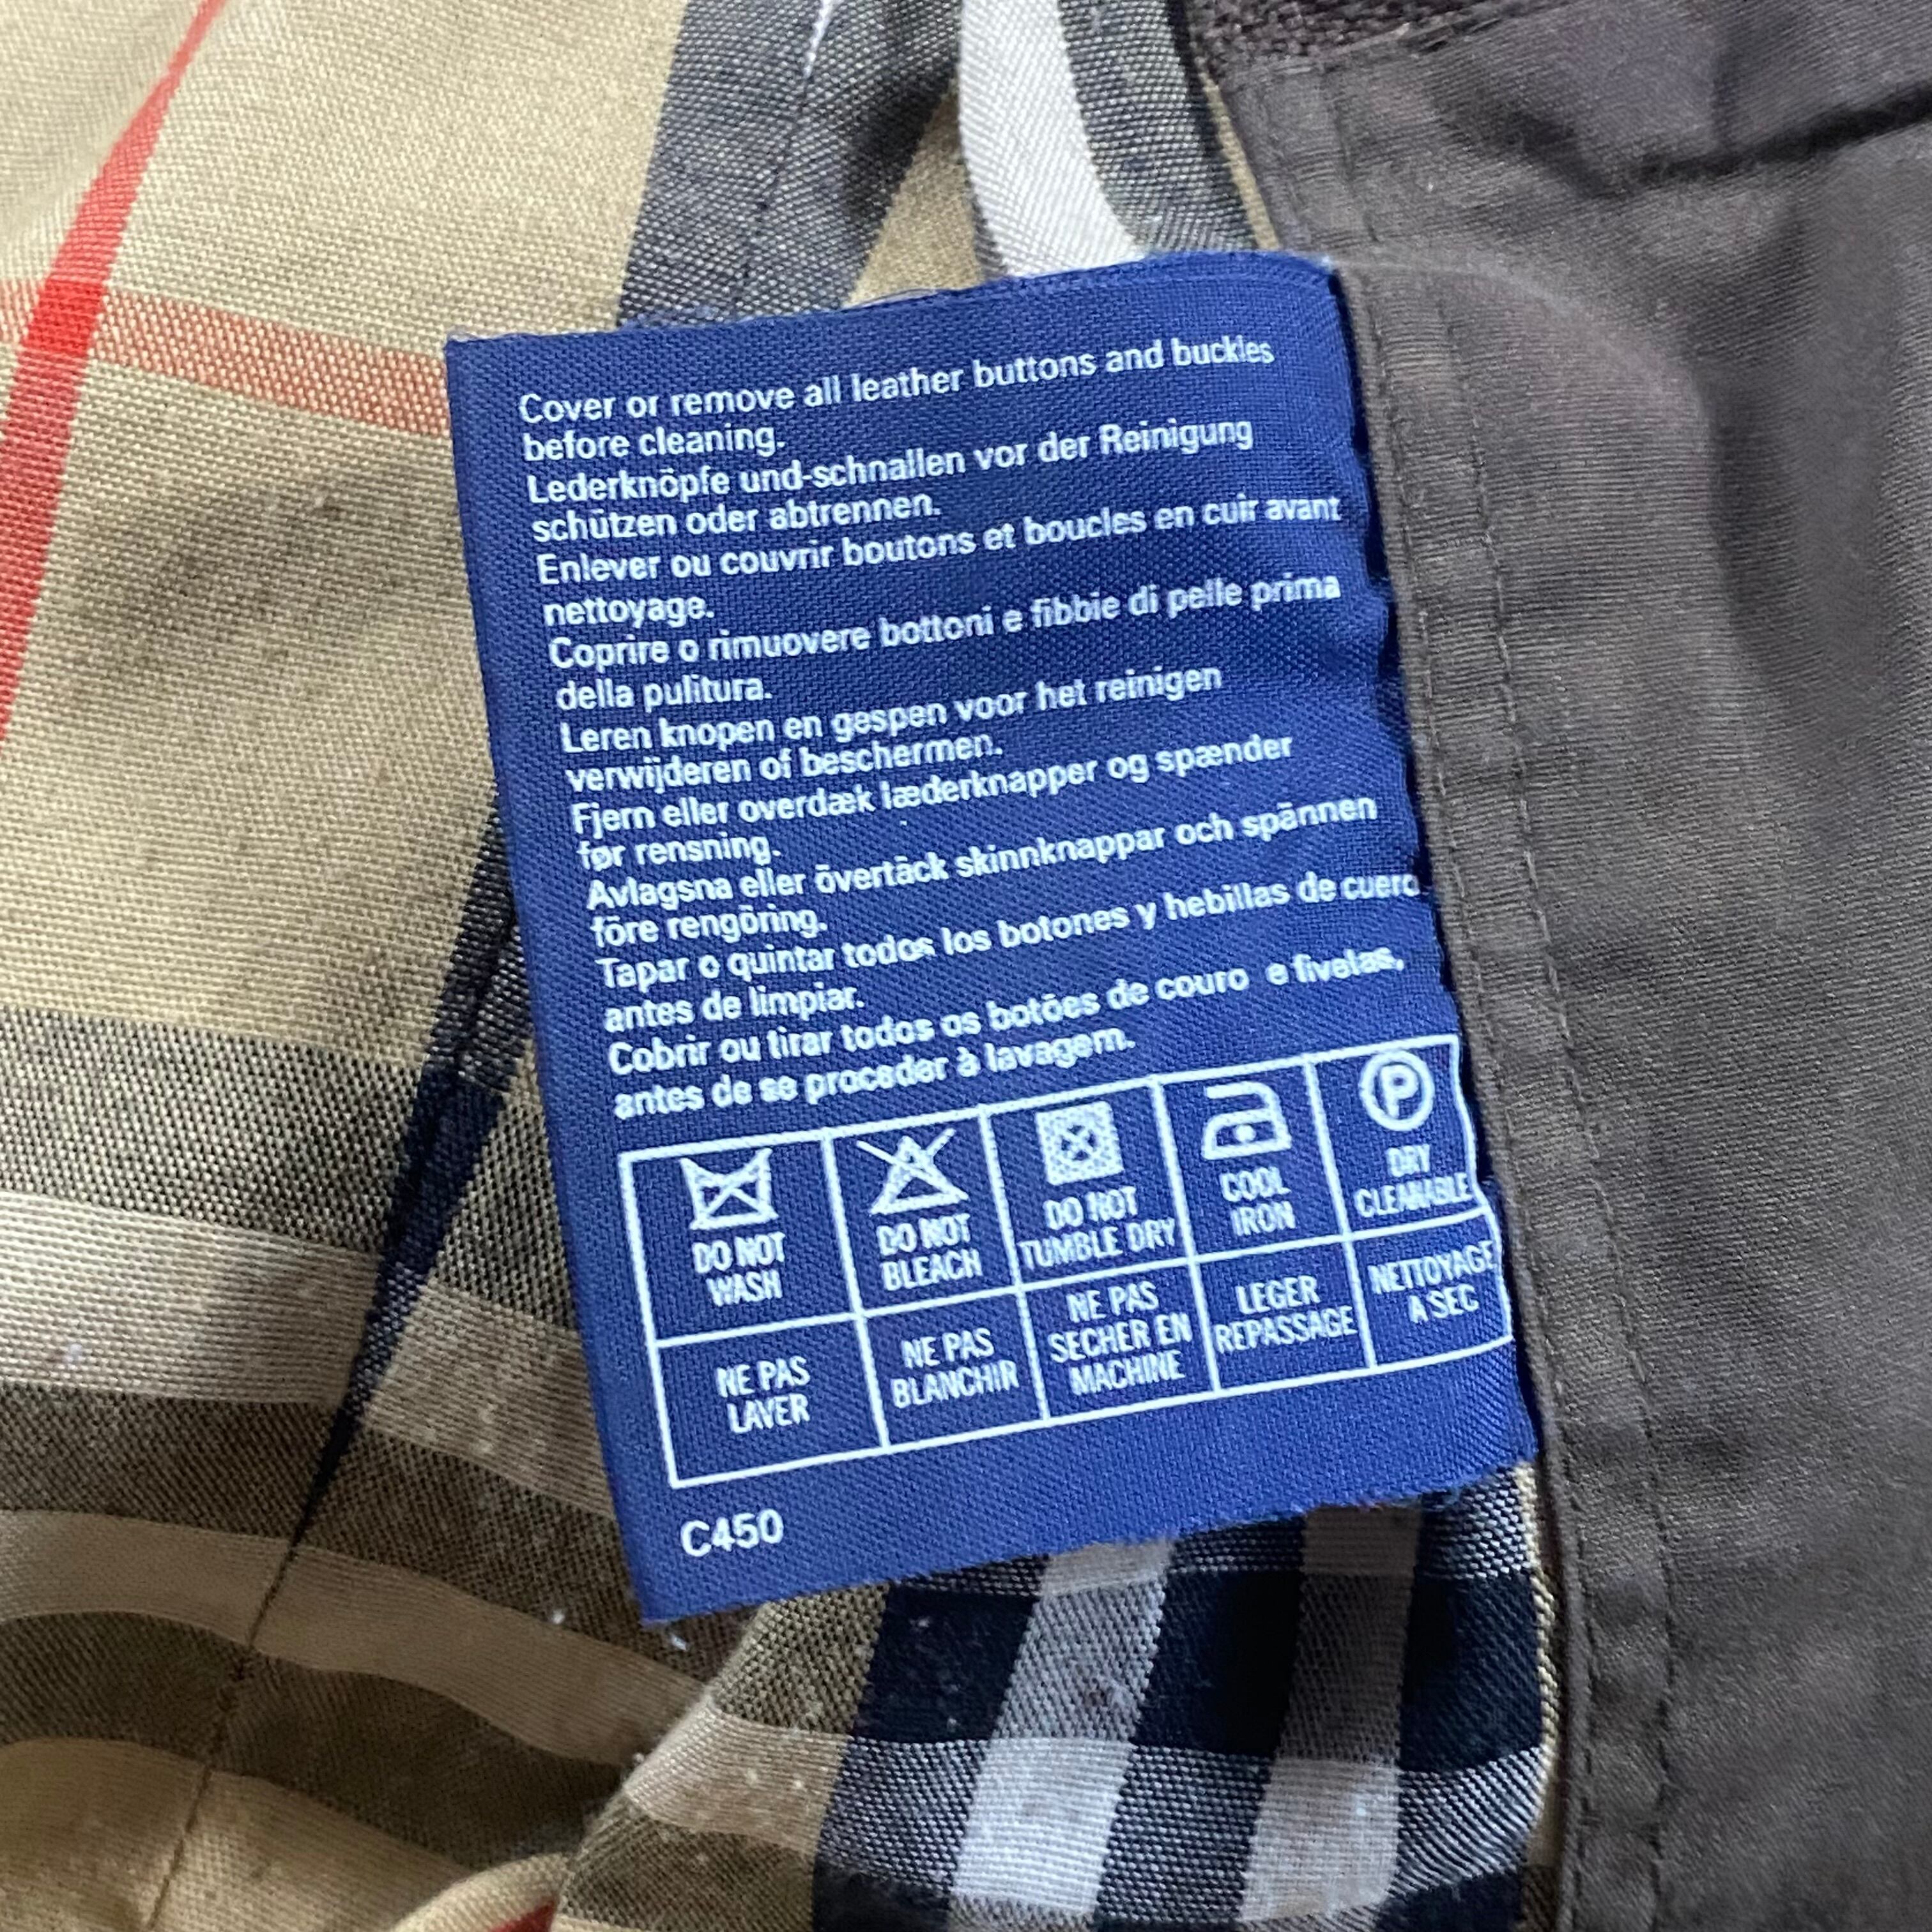 Cover or remove all leather buttons and buckles
before cleaning.
Lederknöpfe und-schnallen vor der Reinigung
schützen oder abtrennen.
Enlever ou couvrir boutons et boucles en cuir avant
nettoyage.
Coprire o rimuovere bottoni e fibbie di pelle prima
della pulitura.
Leren knopen en gespen voor het reinigen
verwijderen of beschermen.
Fjern eller overdæk læderknapper og spænder
før rensning.
Avlagsna eller övertäck skinnknappar och spännen
före rengöring.
Tapar o quintar todos los botones y hebillas de cuero
antes de limpiar.
Cobrir ou tirar todos os botões de couro e fivelas,
antes de se proceder à lavagem.
P
DO NOT
WASH
DO NOT
BLEACH
DO NOT
TUMBLE DRY
COOL
IRON
DRY
CLEANABLE
NE PAS
LAVER
NE PAS
BLANCHIR
NE PAS
SECHER EN
MACHINE
LEGER
REPASSAGE
NETTOYAGE
A SEC
C450